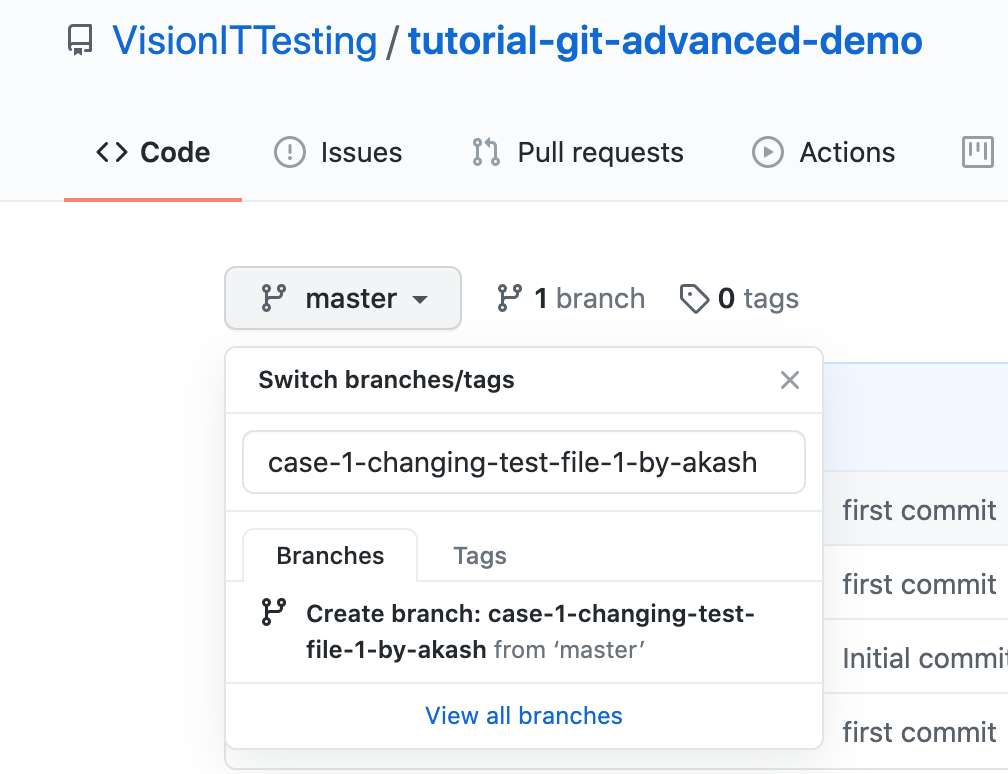 VisionITTesting / tutorial-git-advanced-demo
Code Issues Pull requests Actions
master 1 branch 0 tags
Switch branches/tags
case-1-changing-test-file-1-by-akash
first commit
Branches Tags
first commit
Create branch: case-1-changing-test-
file-1-by-akash from ‘master’
Initial commit
View all branches
first commit